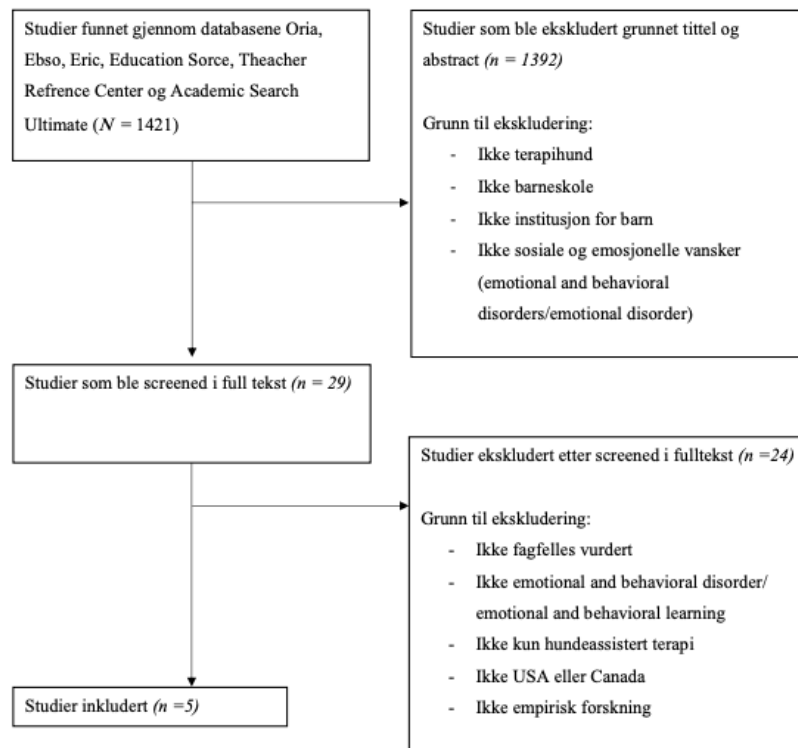 Studier funnet gjennom databasene Oria,
Ebso, Eric, Education Sorce, Theacher
Refrence Center og Academic Search
Ultimate (N = 1421)
Studier som ble ekskludert grunnet tittel og
abstract (n = 1392)
Grunn til ekskludering:
- Ikke terapihund
- Ikke barneskole
- Ikke institusjon for barn
- Ikke sosiale og emosjonelle vansker
(emotional and behavioral
disorders/emotional disorder)
Studier som ble screened i full tekst (n = 29)
Studier ekskludert etter screened i fulltekst (n =24)
Grunn til ekskludering:
- Ikke fagfelles vurdert
- Ikke emotional and behavioral disorder/
emotional and behavioral learning
- Ikke kun hundeassistert terapi
- Ikke USA eller Canada
- Ikke empirisk forskning
Studier inkludert (n =5)